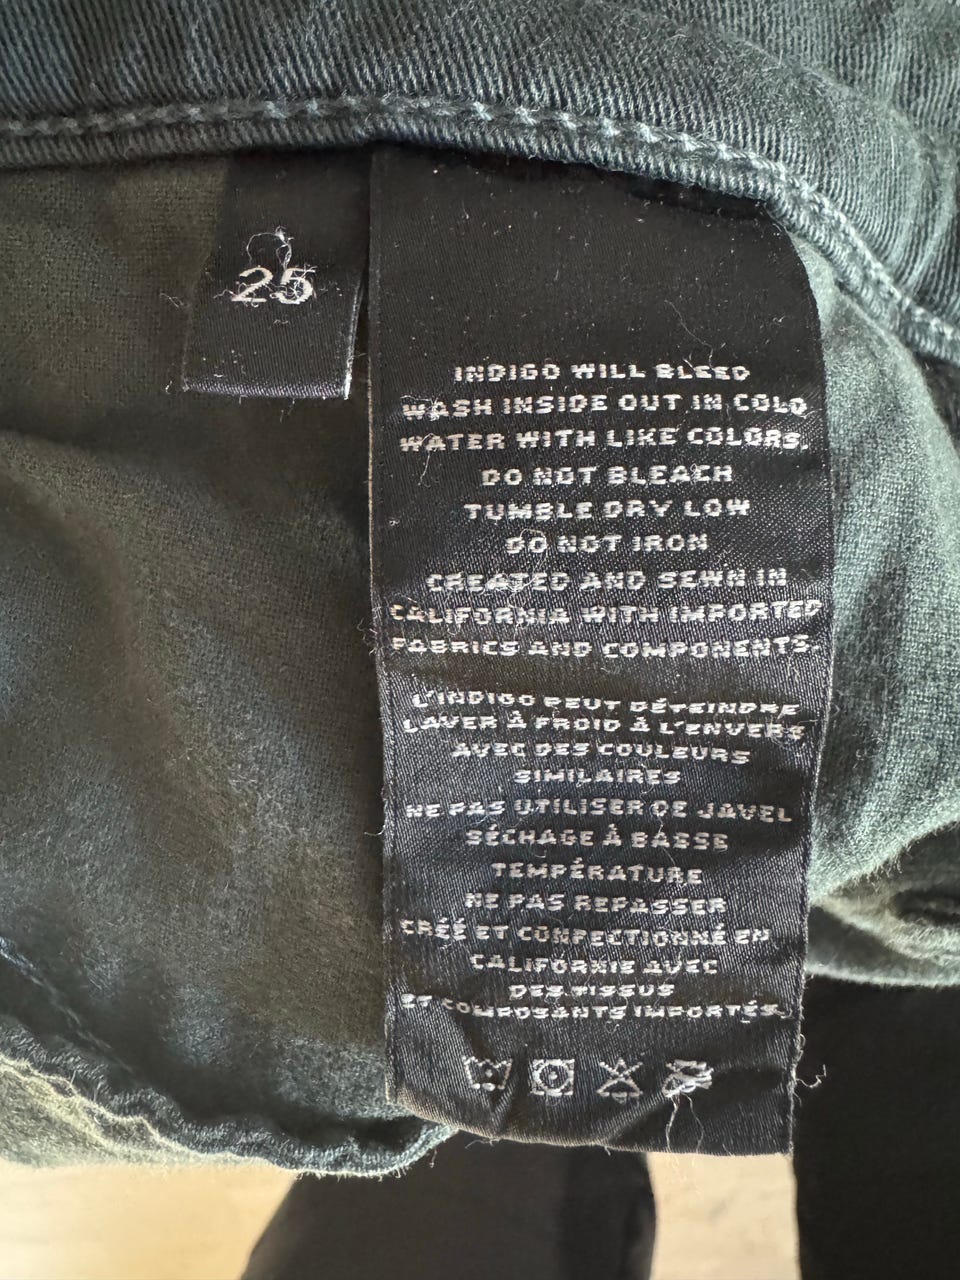 25
INDIGO WILL BLEED
WASH INSIDE OUT IN COLD
WATER WITH LIKE COLORS.
DO NOT BLEACH
TUMBLE DRY LOW
DO NOT IRON
CREATED AND SEWN IN
CALIFORNIA WITH IMPORTED
FABRICS AND COMPONENTS.
L'INDIGO PEUT DÉTEINDRE
LAVER À FROID À L'ENVERS
AVEC DES COULEURS
SIMILAIRES
NE PAS UTILISER DE JAVEL
SÉCHAGE À BASSE
TEMPÉRATURE
NE PAS REPASSER
CRÉÉ ET CONFECTIONNÉ EN
CALIFORNIE AVEC
DES TISSUS
ET COMPOSANTS IMPORTÉS.